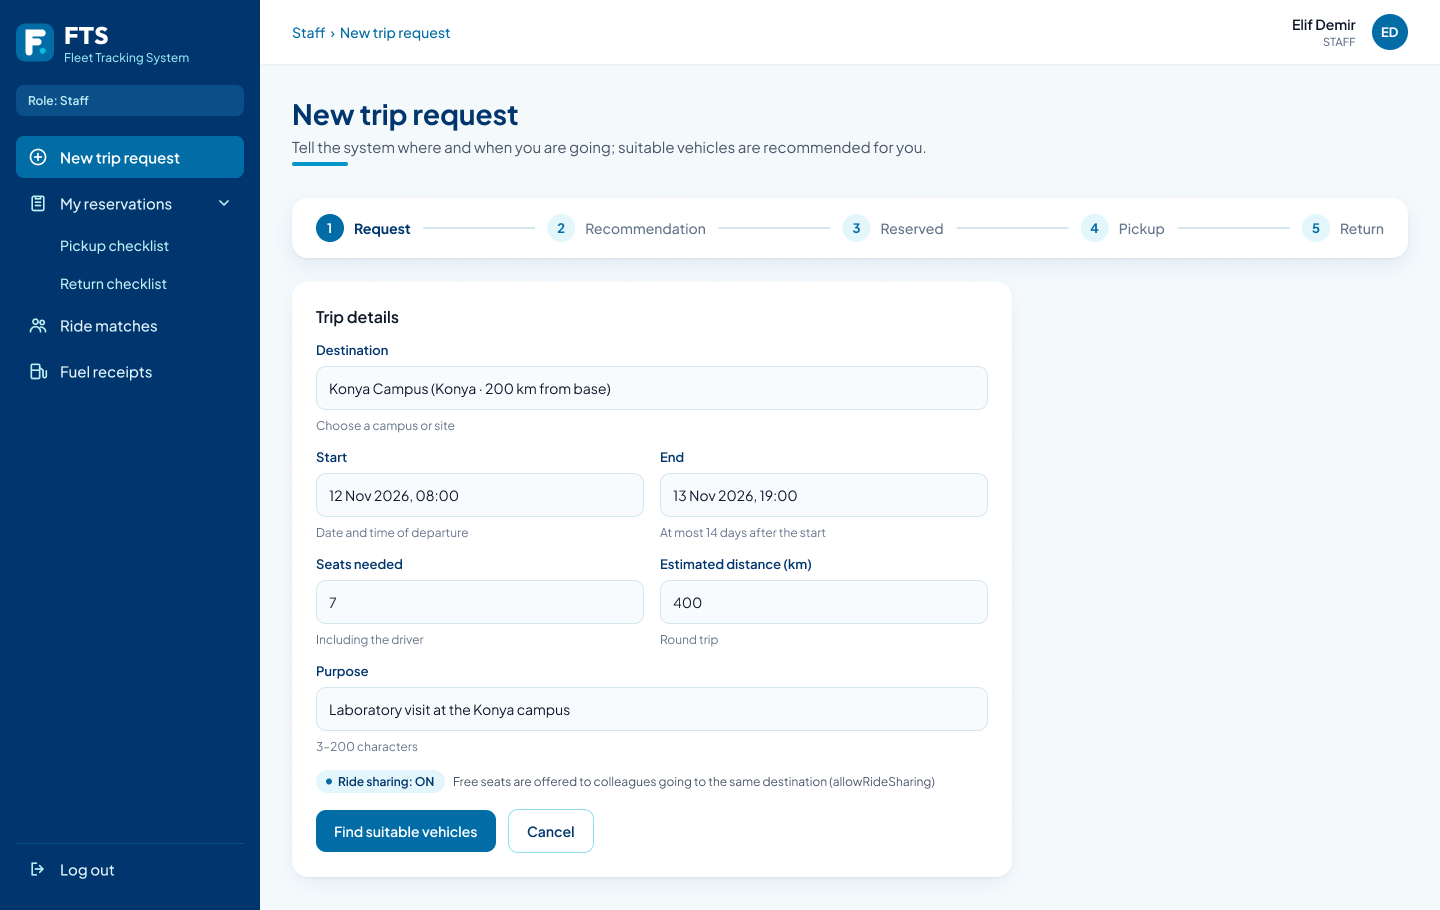 FTS
Fleet Tracking System
Role: Staff
New trip request
My reservations
Pickup checklist
Return checklist
Ride matches
Fuel receipts
Log out
Staff › New trip request
Elif Demir
STAFF
ED
New trip request
Tell the system where and when you are going; suitable vehicles are recommended for you.
1 Request
2 Recommendation
3 Reserved
4 Pickup
5 Return
Trip details
Destination
Konya Campus (Konya · 200 km from base)
Choose a campus or site
Start
12 Nov 2026, 08:00
Date and time of departure
End
13 Nov 2026, 19:00
At most 14 days after the start
Seats needed
7
Including the driver
Estimated distance (km)
400
Round trip
Purpose
Laboratory visit at the Konya campus
3–200 characters
Ride sharing: ON
Free seats are offered to colleagues going to the same destination (allowRideSharing)
Find suitable vehicles
Cancel